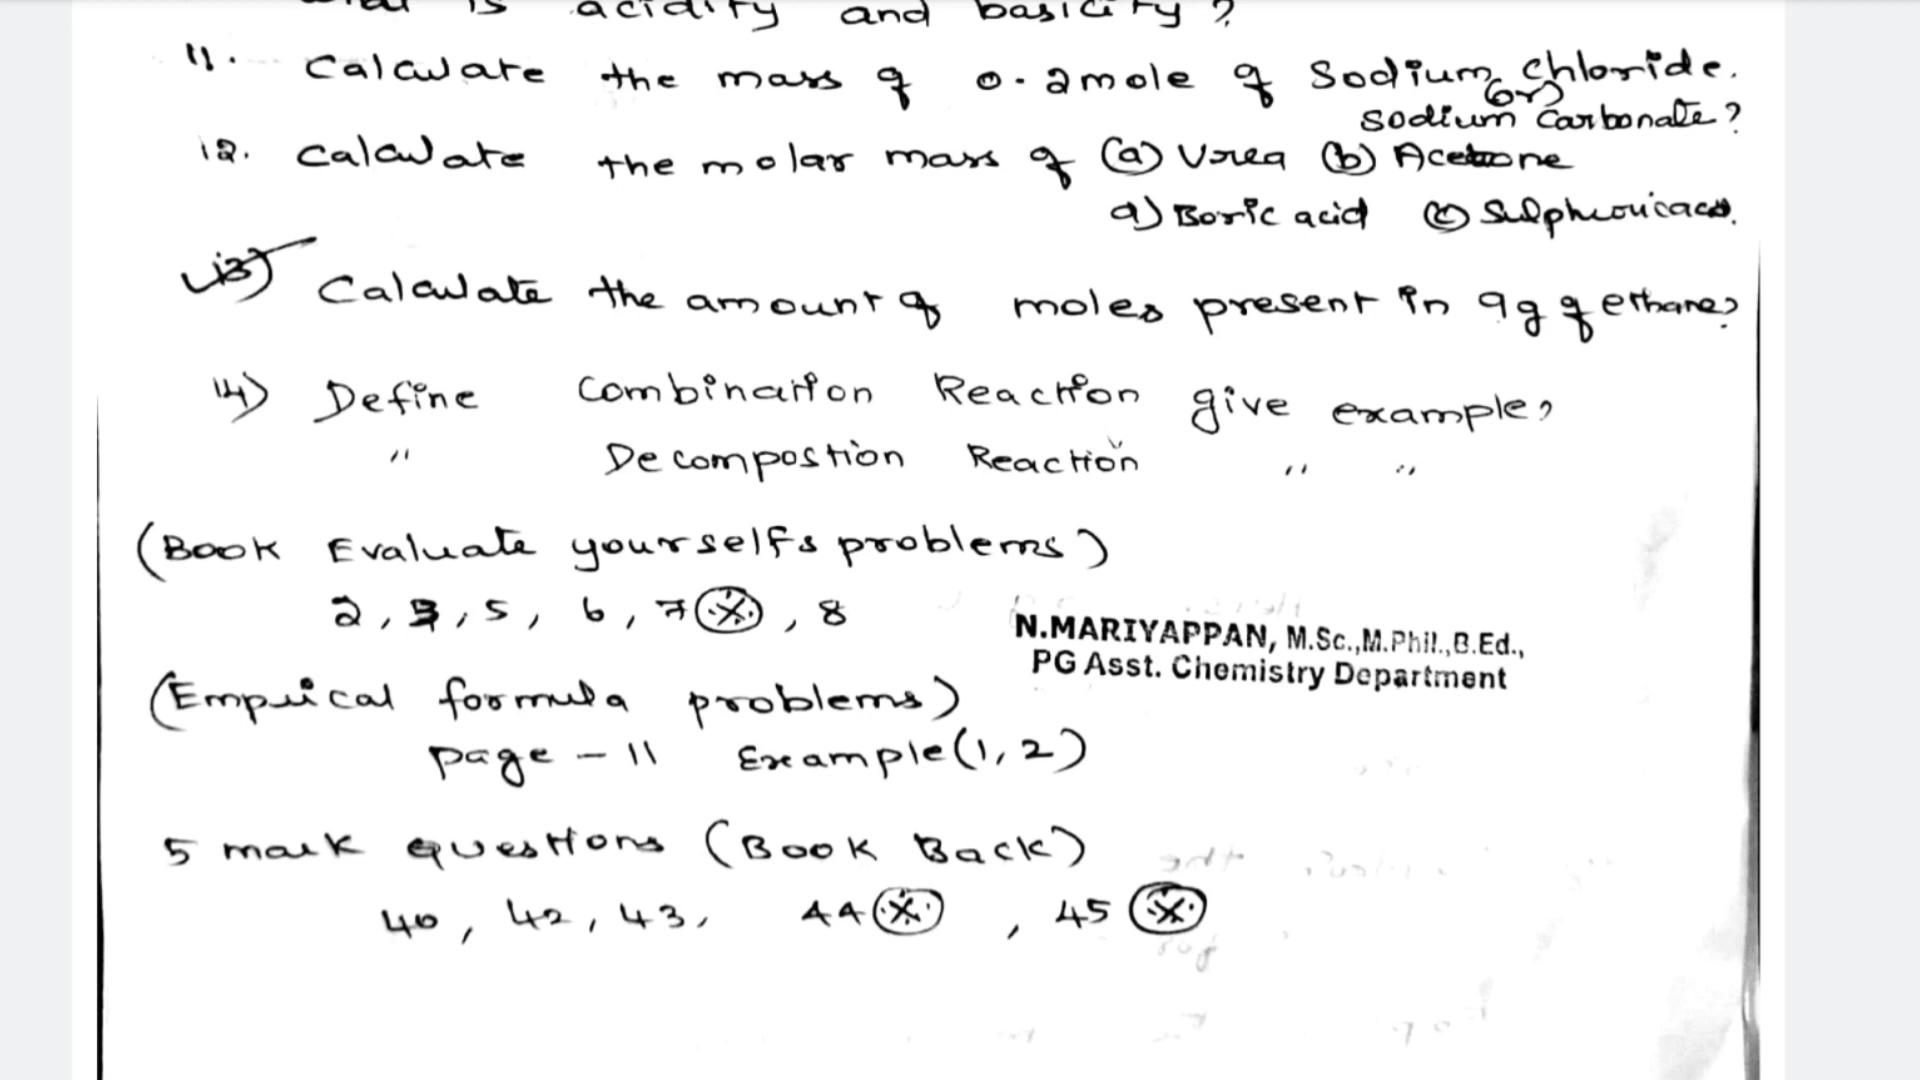 what is acidity and basicity?
11. Calculate the mass of 0.2mole of Sodium Chloride.
(or)
Sodium Carbonate?
12. Calculate the molar mass of (a) Urea (b) Acetone
a) Boric acid (c) Sulphuricacid.
13) Calculate the amount of moles present in 9g of ethane?
14) Define Combination Reaction give example?
" Decompostion Reaction " "
(Book Evaluate yourselfs problems)
2, 3, 5, 6, 7 (※), 8
N.MARIYAPPAN, M.Sc.,M.Phil.,B.Ed.,
PG Asst. Chemistry Department
(Empirical formula problems)
page - 11 Example(1, 2)
5 mark questions (Book Back)
40, 42, 43, 44 (※), 45 (※)